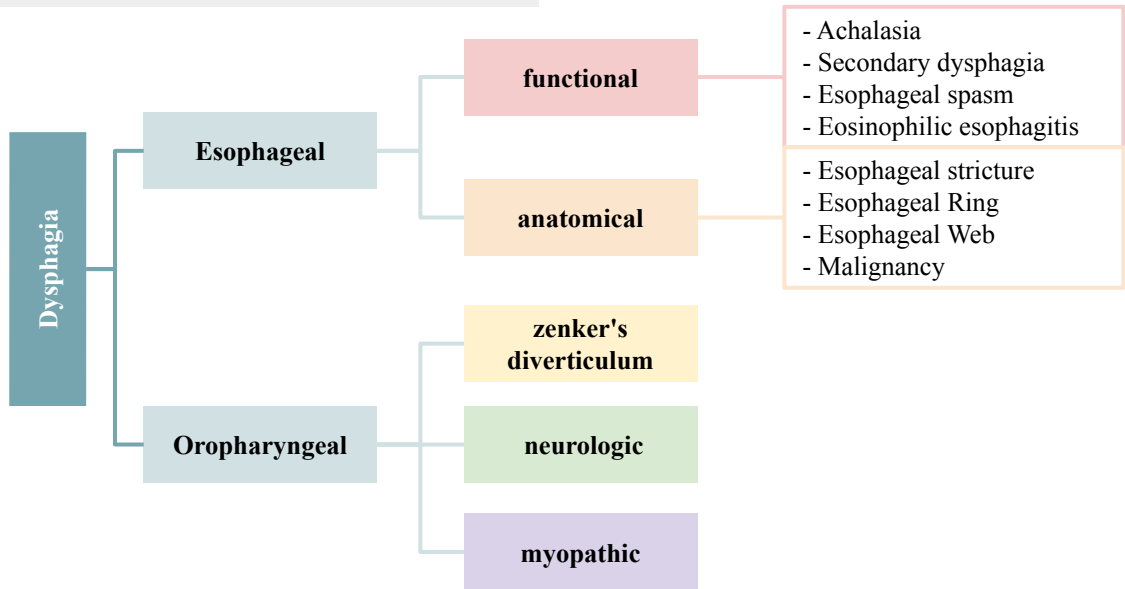 Dysphagia
Esophageal
functional
- Achalasia
- Secondary dysphagia
- Esophageal spasm
- Eosinophilic esophagitis
anatomical
- Esophageal stricture
- Esophageal Ring
- Esophageal Web
- Malignancy
Oropharyngeal
zenker's
diverticulum
neurologic
myopathic